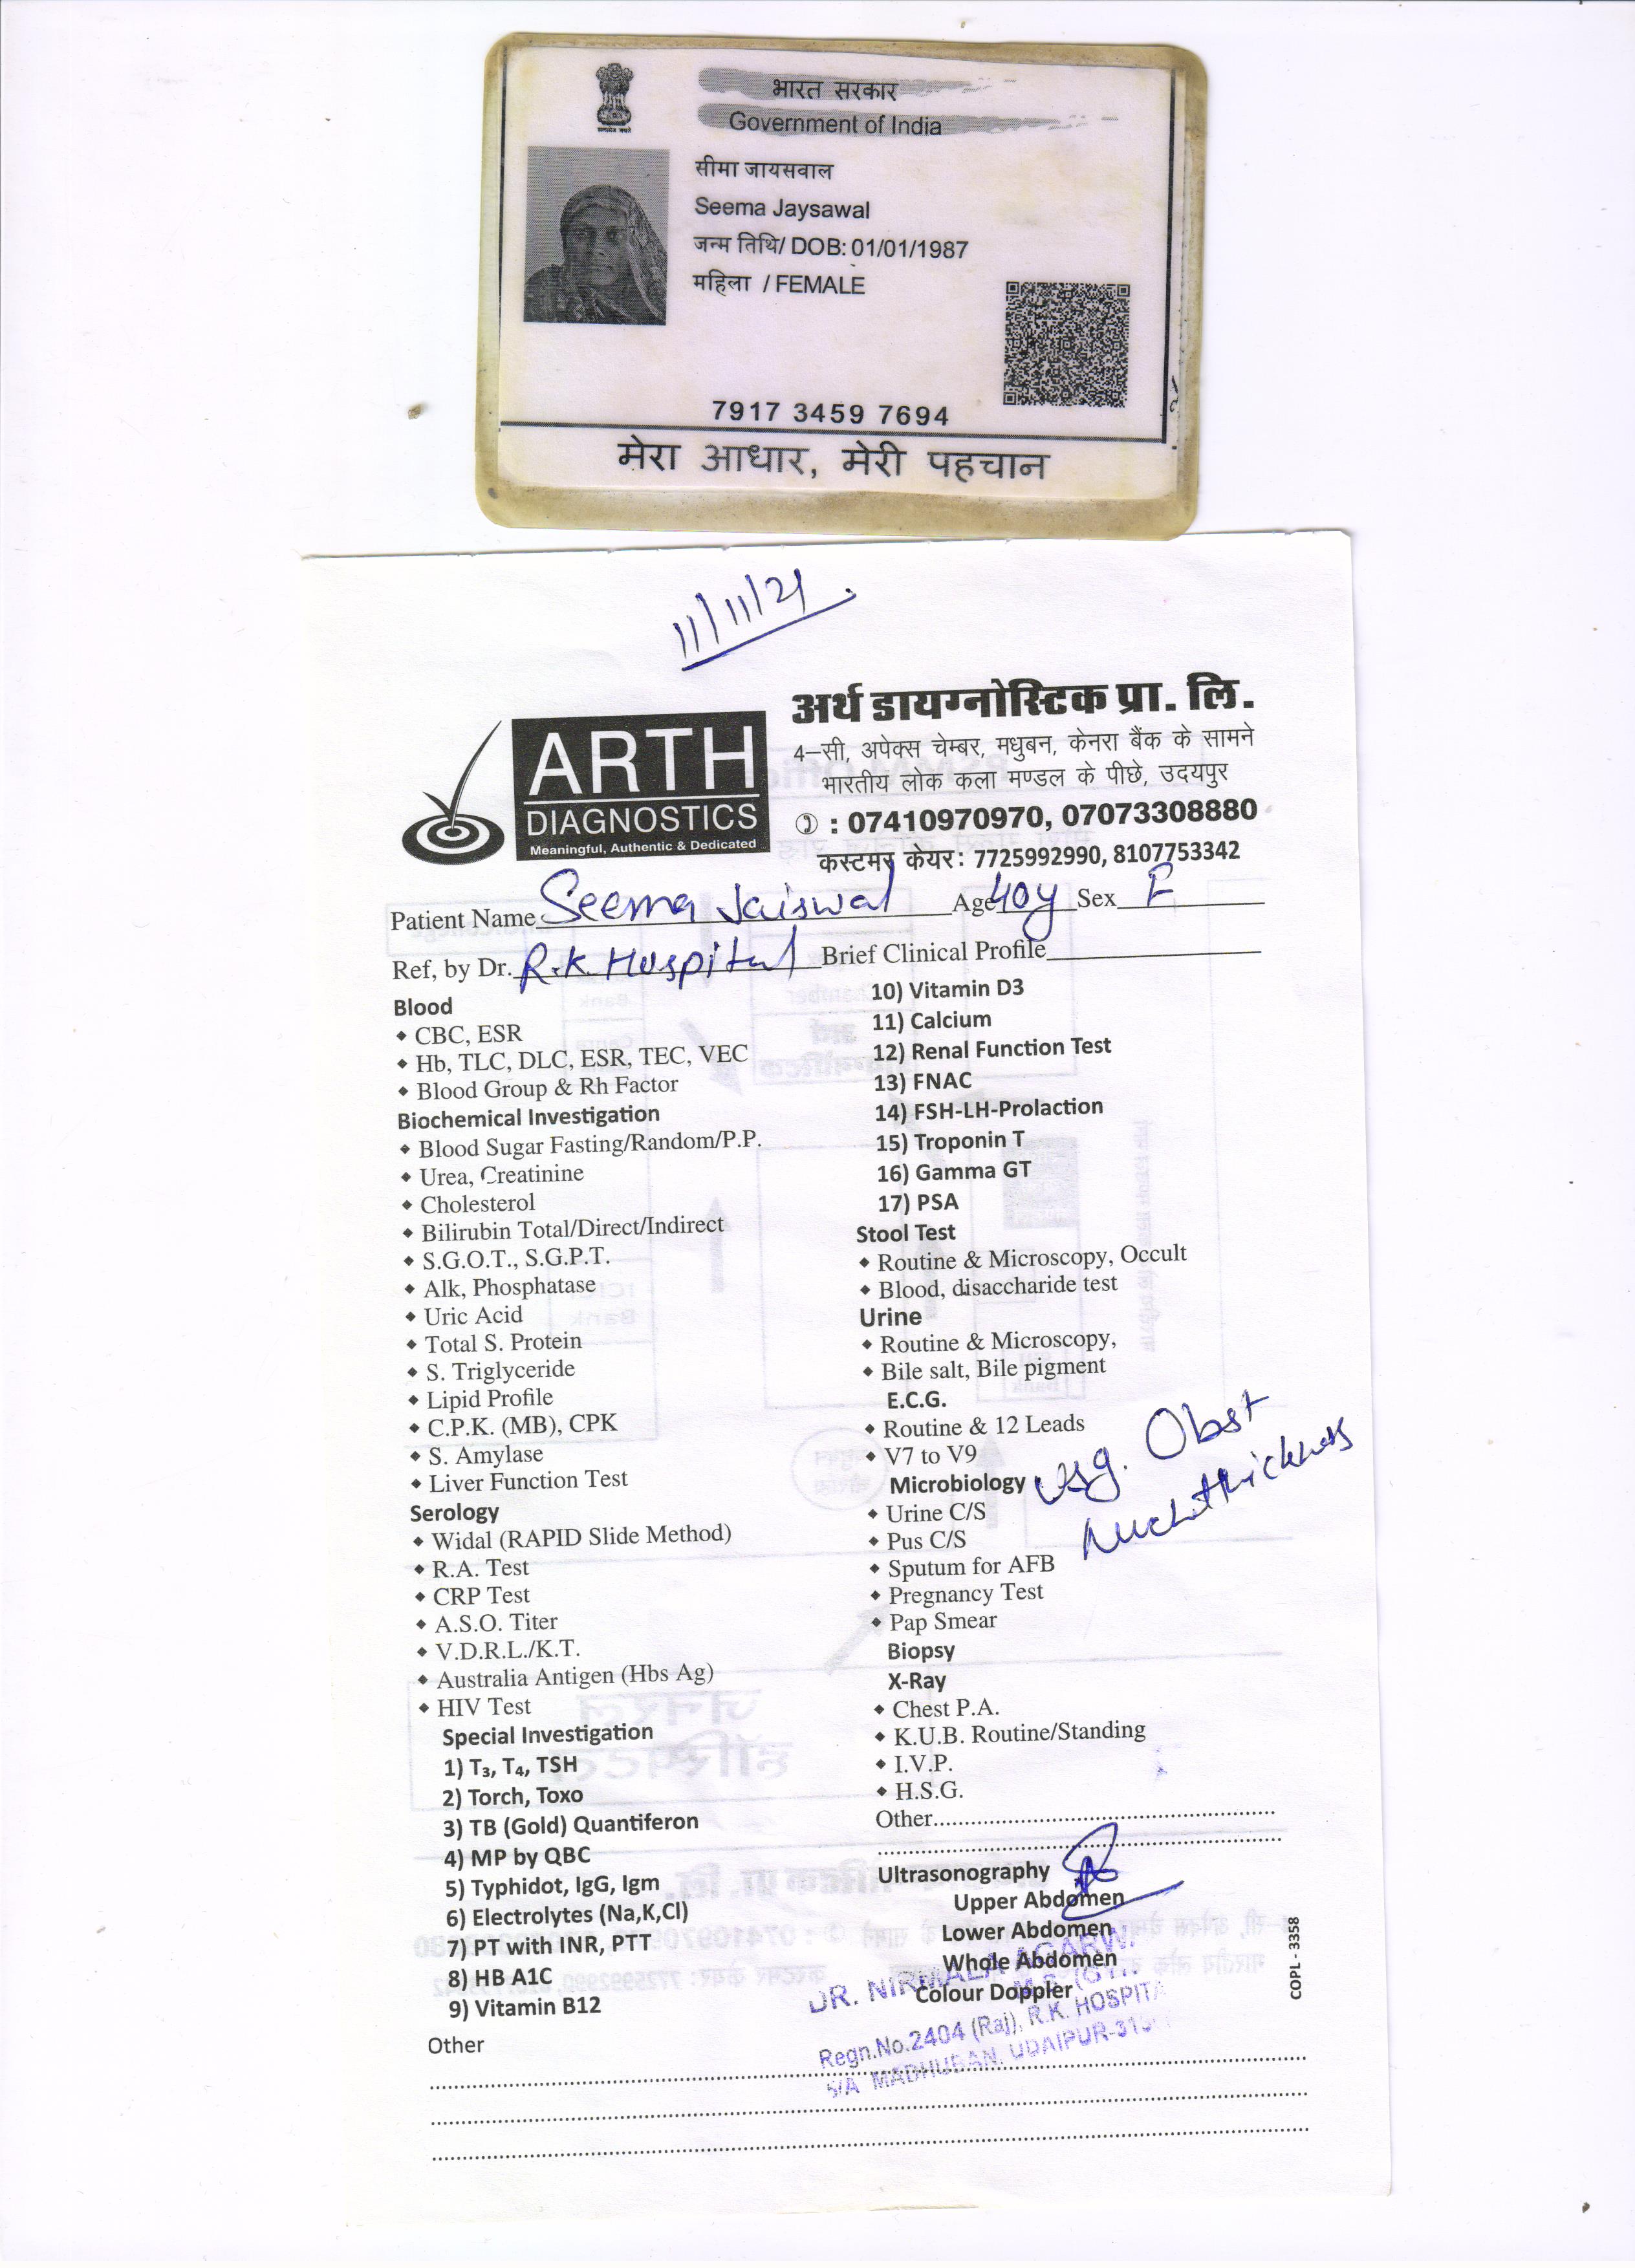 भारत सरकार
Government of India
सीमा जायसवाल
Seema Jaysawal
जन्म तिथि/ DOB: 01/01/1987
महिला / FEMALE
7917 3459 7694
मेरा आधार, मेरी पहचान
11/11/21
अर्थ डायग्नोस्टिक प्रा. लि.
4–सी, अपेक्स चेम्बर, मधुबन, केनरा बैंक के सामने
भारतीय लोक कला मण्डल के पीछे, उदयपुर
: 07410970970, 07073308880
कस्टमर केयर: 7725992990, 8107753342
ARTH
DIAGNOSTICS
Meaningful, Authentic & Dedicated
Patient Name Seema Jaiswal Age 40y Sex F
Ref, by Dr. R.K. Hospital Brief Clinical Profile
Blood
CBC, ESR
Hb, TLC, DLC, ESR, TEC, VEC
Blood Group & Rh Factor
Biochemical Investigation
Blood Sugar Fasting/Random/P.P.
Urea, Creatinine
Cholesterol
Bilirubin Total/Direct/Indirect
S.G.O.T., S.G.P.T.
Alk, Phosphatase
Uric Acid
Total S. Protein
S. Triglyceride
Lipid Profile
C.P.K. (MB), CPK
S. Amylase
Liver Function Test
Serology
Widal (RAPID Slide Method)
R.A. Test
CRP Test
A.S.O. Titer
V.D.R.L./K.T.
Australia Antigen (Hbs Ag)
HIV Test
Special Investigation
1) T₃, T₄, TSH
2) Torch, Toxo
3) TB (Gold) Quantiferon
4) MP by QBC
5) Typhidot, IgG, Igm
6) Electrolytes (Na,K,Cl)
7) PT with INR, PTT
8) HB A1C
9) Vitamin B12
Other
10) Vitamin D3
11) Calcium
12) Renal Function Test
13) FNAC
14) FSH-LH-Prolaction
15) Troponin T
16) Gamma GT
17) PSA
Stool Test
Routine & Microscopy, Occult
Blood, disaccharide test
Urine
Routine & Microscopy,
Bile salt, Bile pigment
E.C.G.
Routine & 12 Leads
V7 to V9
Microbiology
usg. Obst
Urine C/S
Pus C/S
Sputum for AFB
Pregnancy Test
Pap Smear
Biopsy
X-Ray
Chest P.A.
K.U.B. Routine/Standing
I.V.P.
H.S.G.
Other
Ultrasonography
Upper Abdomen
Lower Abdomen
Whole Abdomen
Colour Doppler
DR. NIRMALA AGARW
Regn.No.2404 (Raj), R.K. HOSPITA
5/A MADHUBAN, UDAIPUR-313
COPL - 3358